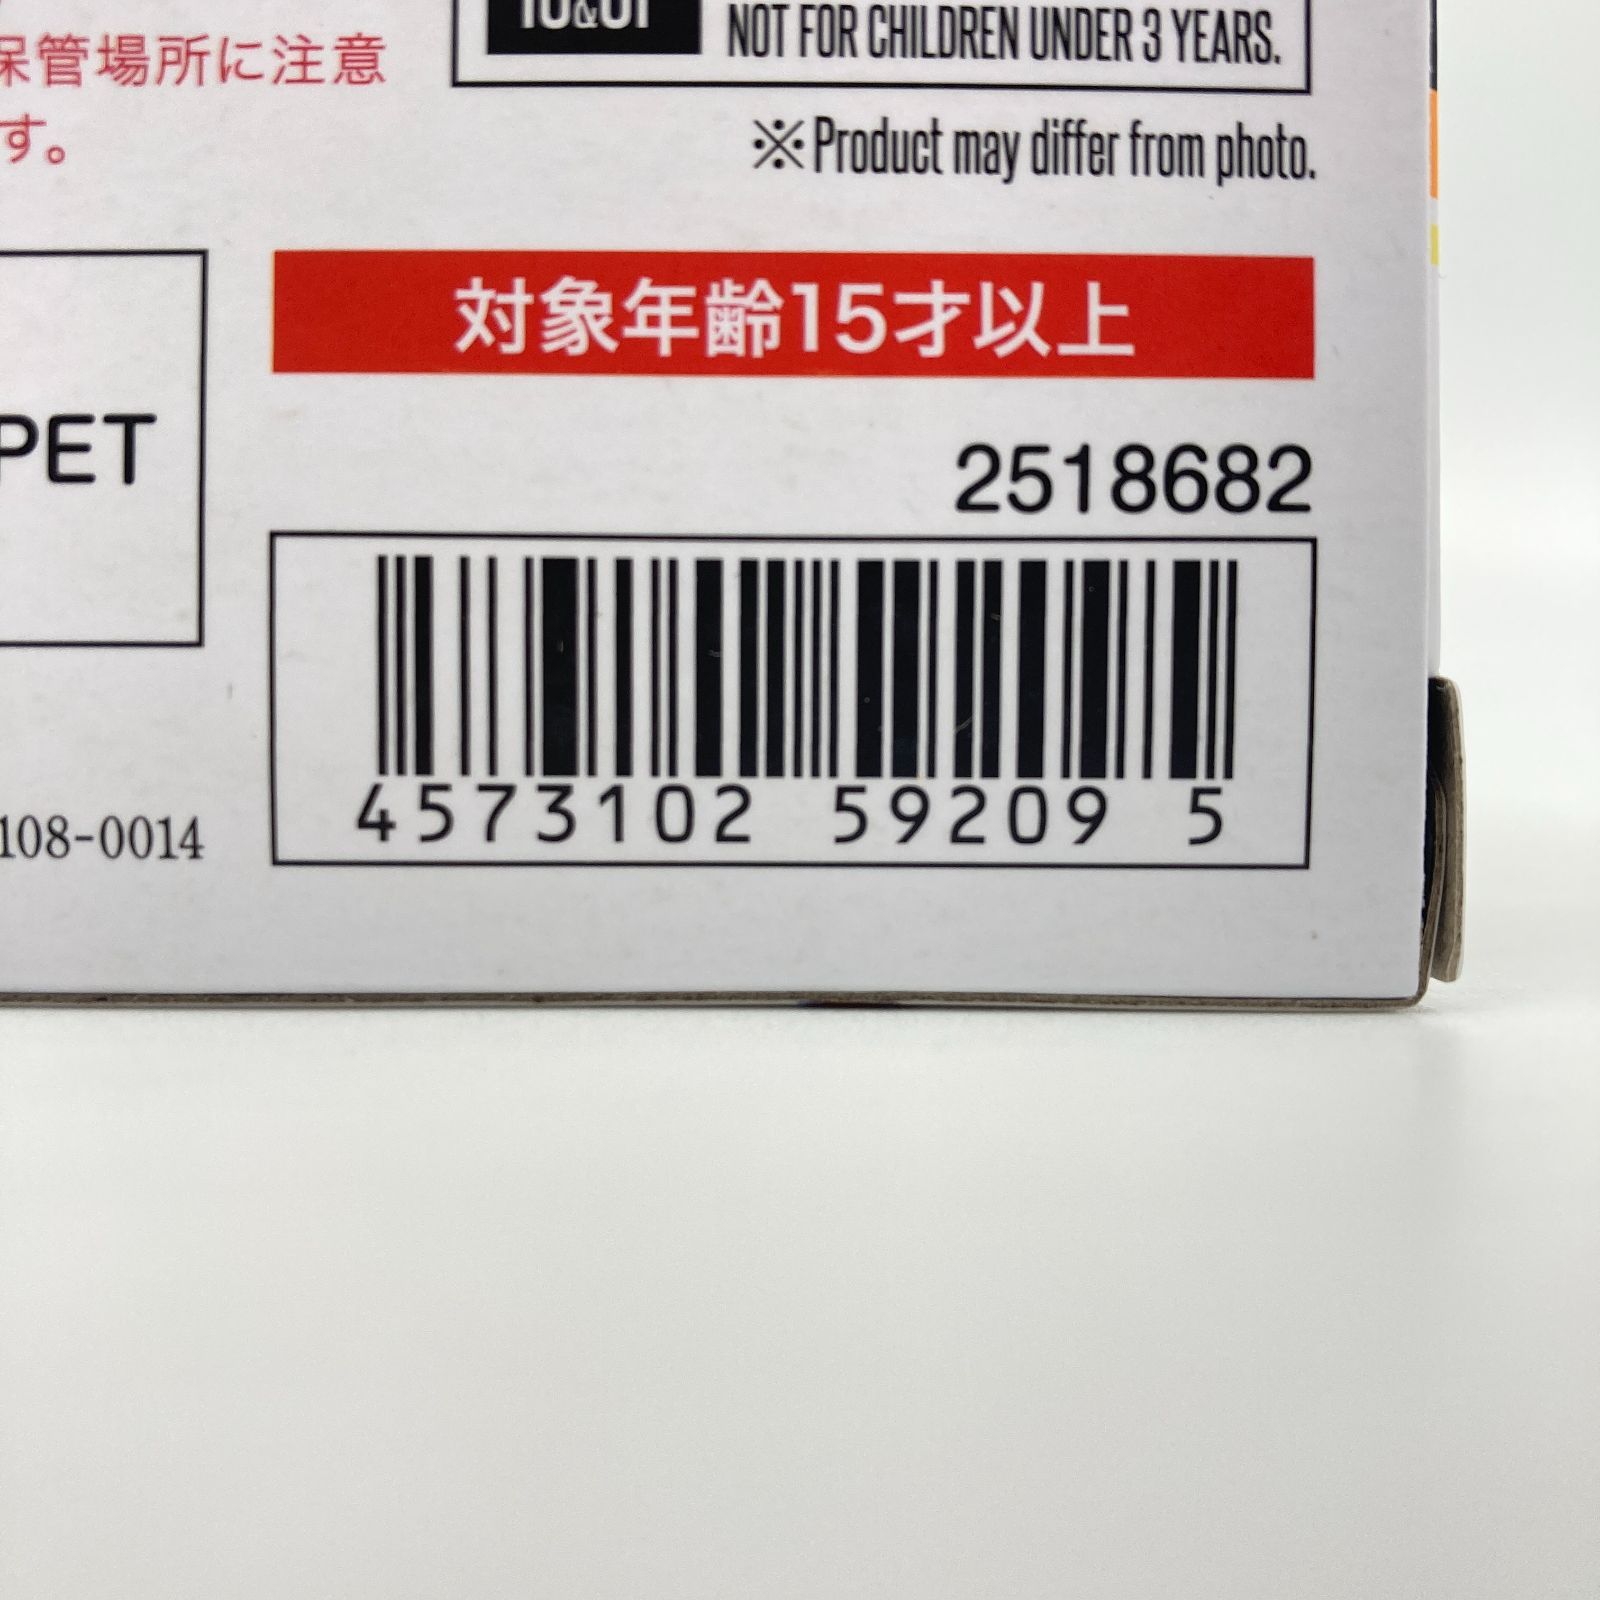 保管場所に注意
す。
NOT FOR CHILDREN UNDER 3 YEARS.
※Product may differ from photo.
対象年齢15才以上
PET
2518682
4573102 59209 5
108-0014